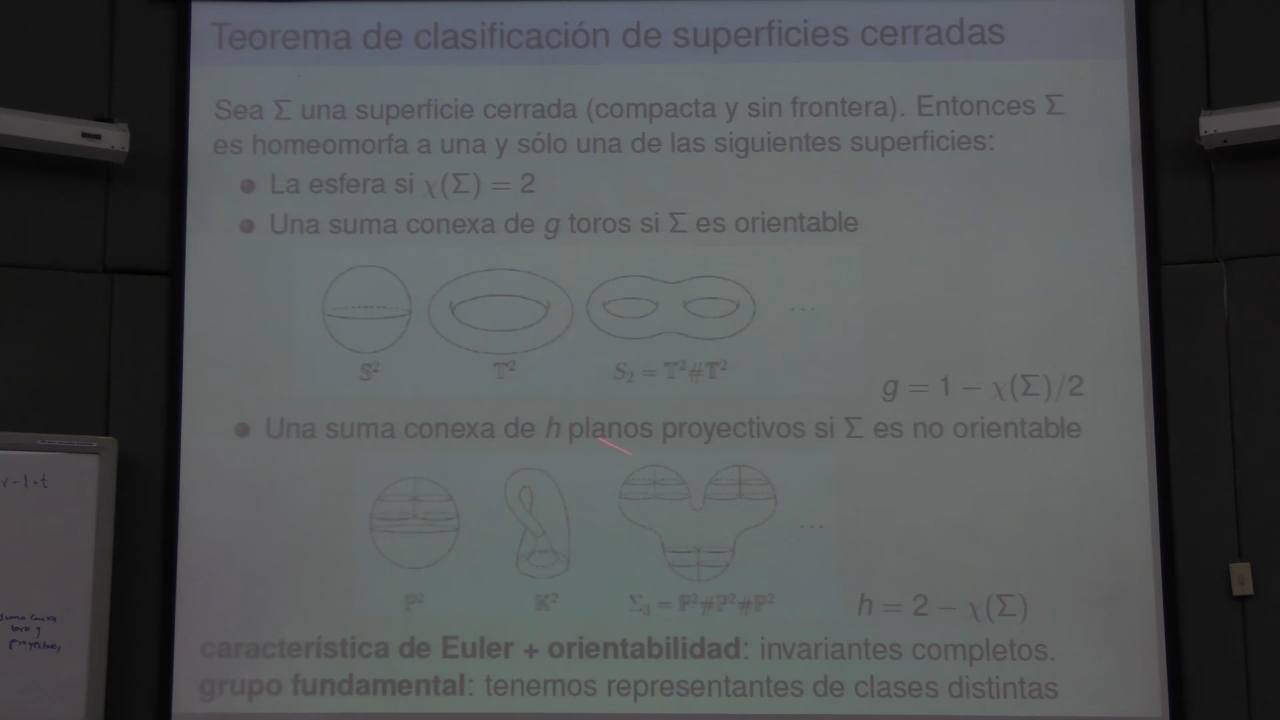 Teorema de clasificación de superficies cerradas
Sea Σ una superficie cerrada (compacta y sin frontera). Entonces Σ
es homeomorfa a una y sólo una de las siguientes superficies:
• La esfera si χ(Σ) = 2
• Una suma conexa de g toros si Σ es orientable
𝕊² 𝕋² S₂ = 𝕋²#𝕋² ...
g = 1 − χ(Σ)/2
• Una suma conexa de h planos proyectivos si Σ es no orientable
...
ℙ² 𝕂² Σ₃ = ℙ²#ℙ²#ℙ²
h = 2 − χ(Σ)
característica de Euler + orientabilidad: invariantes completos.
grupo fundamental: tenemos representantes de clases distintas